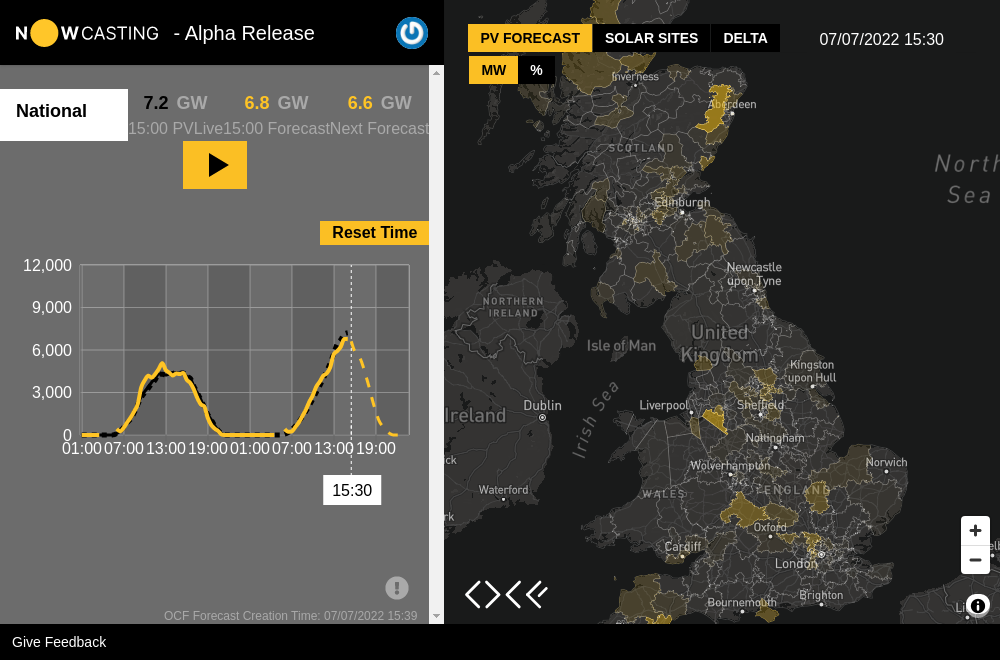 NOWCASTING - Alpha Release
National
7.2 GW 6.8 GW 6.6 GW
15:00 PVLive 15:00 Forecast Next Forecast
Reset Time
12,000
9,000
6,000
3,000
0
01:00 07:00 13:00 19:00 01:00 07:00 13:00 19:00
15:30
OCF Forecast Creation Time: 07/07/2022 15:39
Give Feedback
PV FORECAST SOLAR SITES DELTA
07/07/2022 15:30
MW %
Inverness
Aberdeen
SCOTLAND
North
Sea
Edinburgh
Newcastle
upon Tyne
NORTHERN
IRELAND
United
Kingdom
Isle of Man
Kingston
upon Hull
Liverpool
Sheffield
Dublin
Ireland
Irish Sea
Nottingham
ck
Wolverhampton
Norwich
Waterford
WALES
ENGLAND
rk
Oxford
Cardiff
London
Bournemouth
Brighton
Li